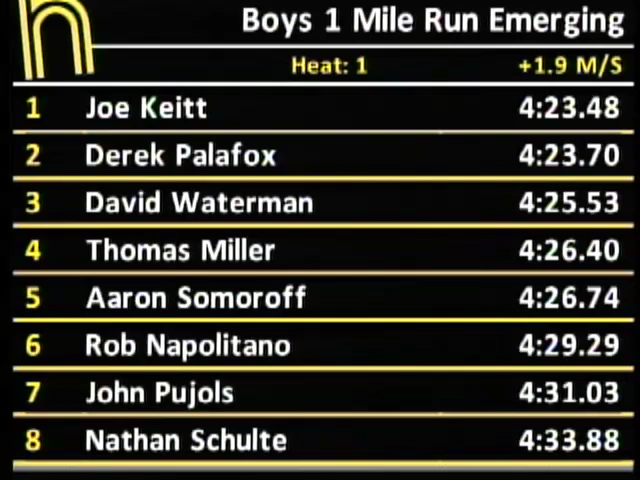 Boys 1 Mile Run Emerging
Heat: 1 +1.9 M/S
1 Joe Keitt 4:23.48
2 Derek Palafox 4:23.70
3 David Waterman 4:25.53
4 Thomas Miller 4:26.40
5 Aaron Somoroff 4:26.74
6 Rob Napolitano 4:29.29
7 John Pujols 4:31.03
8 Nathan Schulte 4:33.88